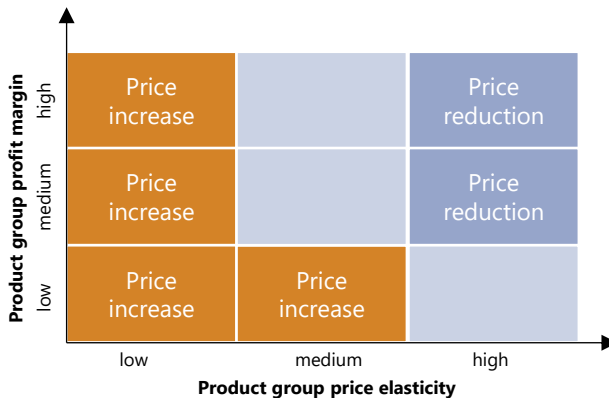 Product group profit margin
high
medium
low
Price
increase
Price
reduction
Price
increase
Price
reduction
Price
increase
Price
increase
low
medium
high
Product group price elasticity